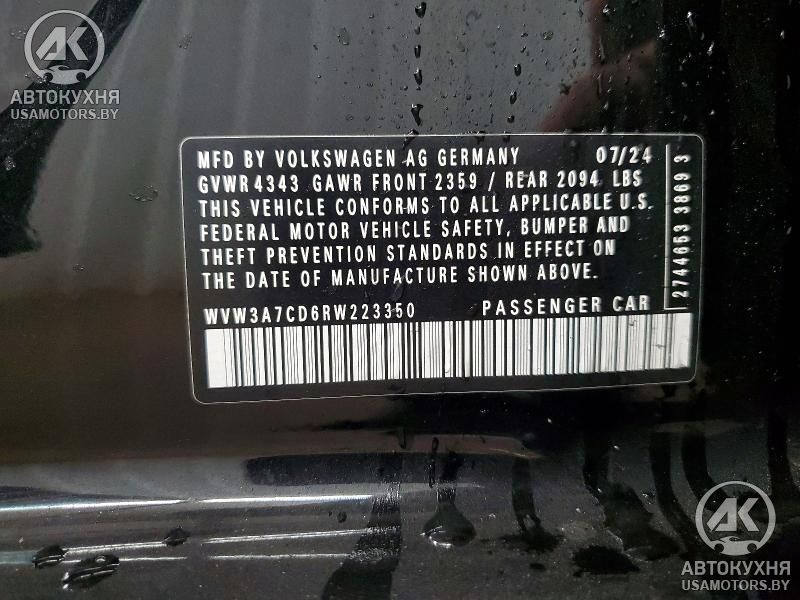 AK
АВТОКУХНЯ
USAMOTORS.BY
MFD BY VOLKSWAGEN AG GERMANY 07/24
GVWR 4343 GAWR FRONT 2359 / REAR 2094 LBS
THIS VEHICLE CONFORMS TO ALL APPLICABLE U.S.
FEDERAL MOTOR VEHICLE SAFETY, BUMPER AND
THEFT PREVENTION STANDARDS IN EFFECT ON
THE DATE OF MANUFACTURE SHOWN ABOVE.
WVW3A7CD6RW223350 PASSENGER CAR
2744653 3869 3
AK
АВТОКУХНЯ
USAMOTORS.BY